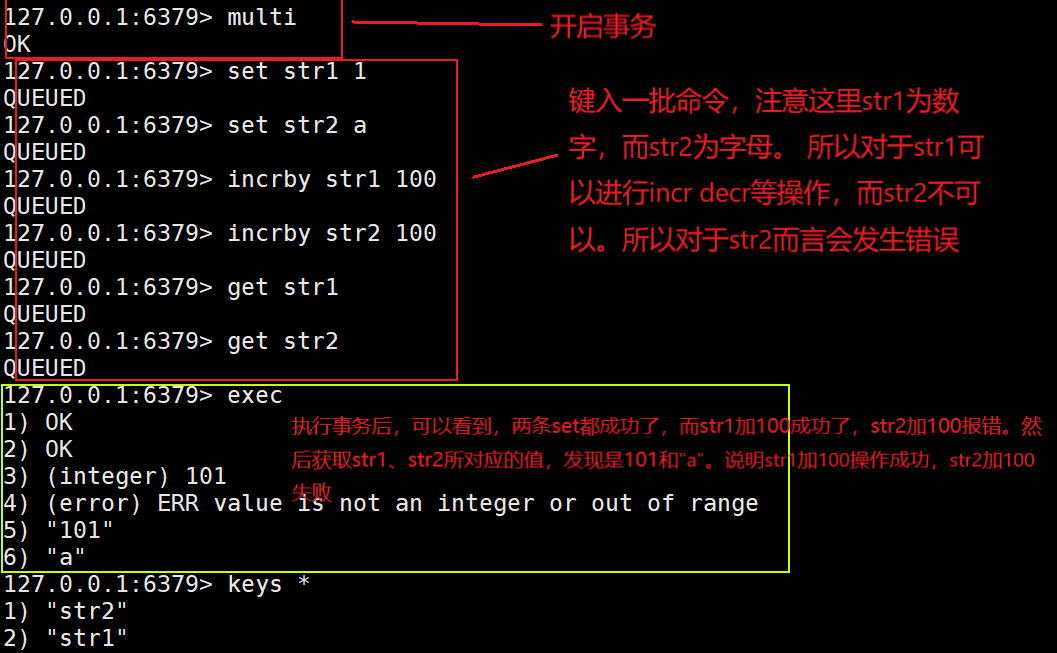 127.0.0.1:6379> multi
开启事务
OK
127.0.0.1:6379> set str1 1
QUEUED
127.0.0.1:6379> set str2 a
QUEUED
127.0.0.1:6379> incrby str1 100
QUEUED
127.0.0.1:6379> incrby str2 100
QUEUED
127.0.0.1:6379> get str1
QUEUED
127.0.0.1:6379> get str2
QUEUED
键入一批命令，注意这里str1为数
字，而str2为字母。 所以对于str1可
以进行incr decr等操作，而str2不可
以。所以对于str2而言会发生错误
127.0.0.1:6379> exec
1) OK
2) OK
3) (integer) 101
4) (error) ERR value is not an integer or out of range
5) "101"
6) "a"
执行事务后，可以看到，两条set都成功了，而str1加100成功了，str2加100报错。然
后获取str1、str2所对应的值，发现是101和"a"。说明str1加100操作成功，str2加100
失败
127.0.0.1:6379> keys *
1) "str2"
2) "str1"